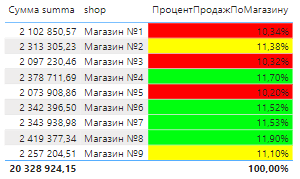 Сумма summa shop ПроцентПродажПоМагазину
2 102 850,57 Магазин №1 10,34%
2 313 305,23 Магазин №2 11,38%
2 097 230,46 Магазин №3 10,32%
2 378 711,69 Магазин №4 11,70%
2 073 908,86 Магазин №5 10,20%
2 342 396,50 Магазин №6 11,52%
2 343 938,98 Магазин №7 11,53%
2 419 377,34 Магазин №8 11,90%
2 257 204,51 Магазин №9 11,10%
20 328 924,15 100,00%